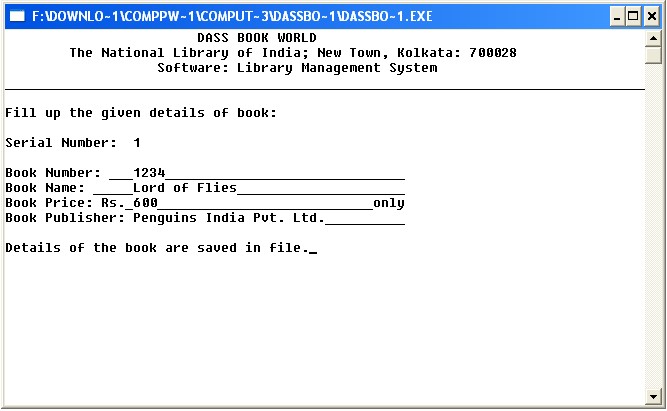 F:\DOWNLO~1\COMPPW~1\COMPUT~3\DASSBO~1\DASSBO~1.EXE
DASS BOOK WORLD
The National Library of India; New Town, Kolkata: 700028
Software: Library Management System
Fill up the given details of book:
Serial Number:  1
Book Number: ___1234______________________________
Book Name: _____Lord of Flies_____________________
Book Price: Rs._600___________________________only
Book Publisher: Penguins India Pvt. Ltd.__________
Details of the book are saved in file._